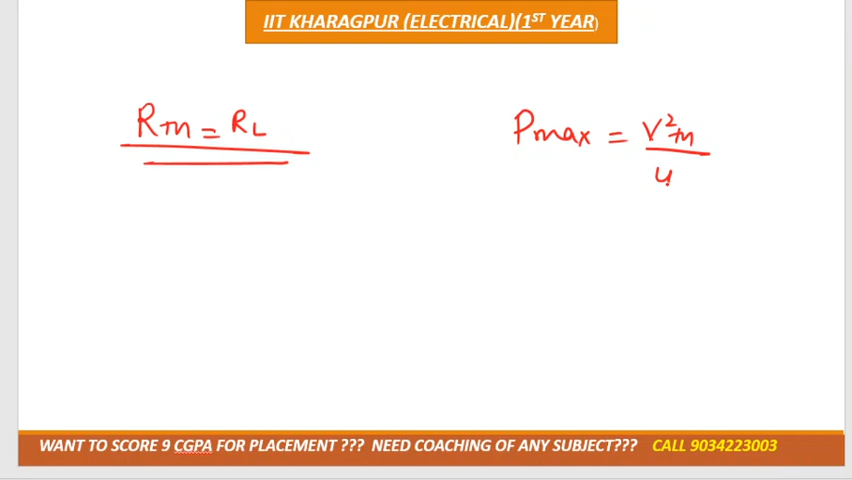 IIT KHARAGPUR (ELECTRICAL)(1ST YEAR)
Rth = RL
Pmax = V²th
4
WANT TO SCORE 9 CGPA FOR PLACEMENT ??? NEED COACHING OF ANY SUBJECT??? CALL 9034223003